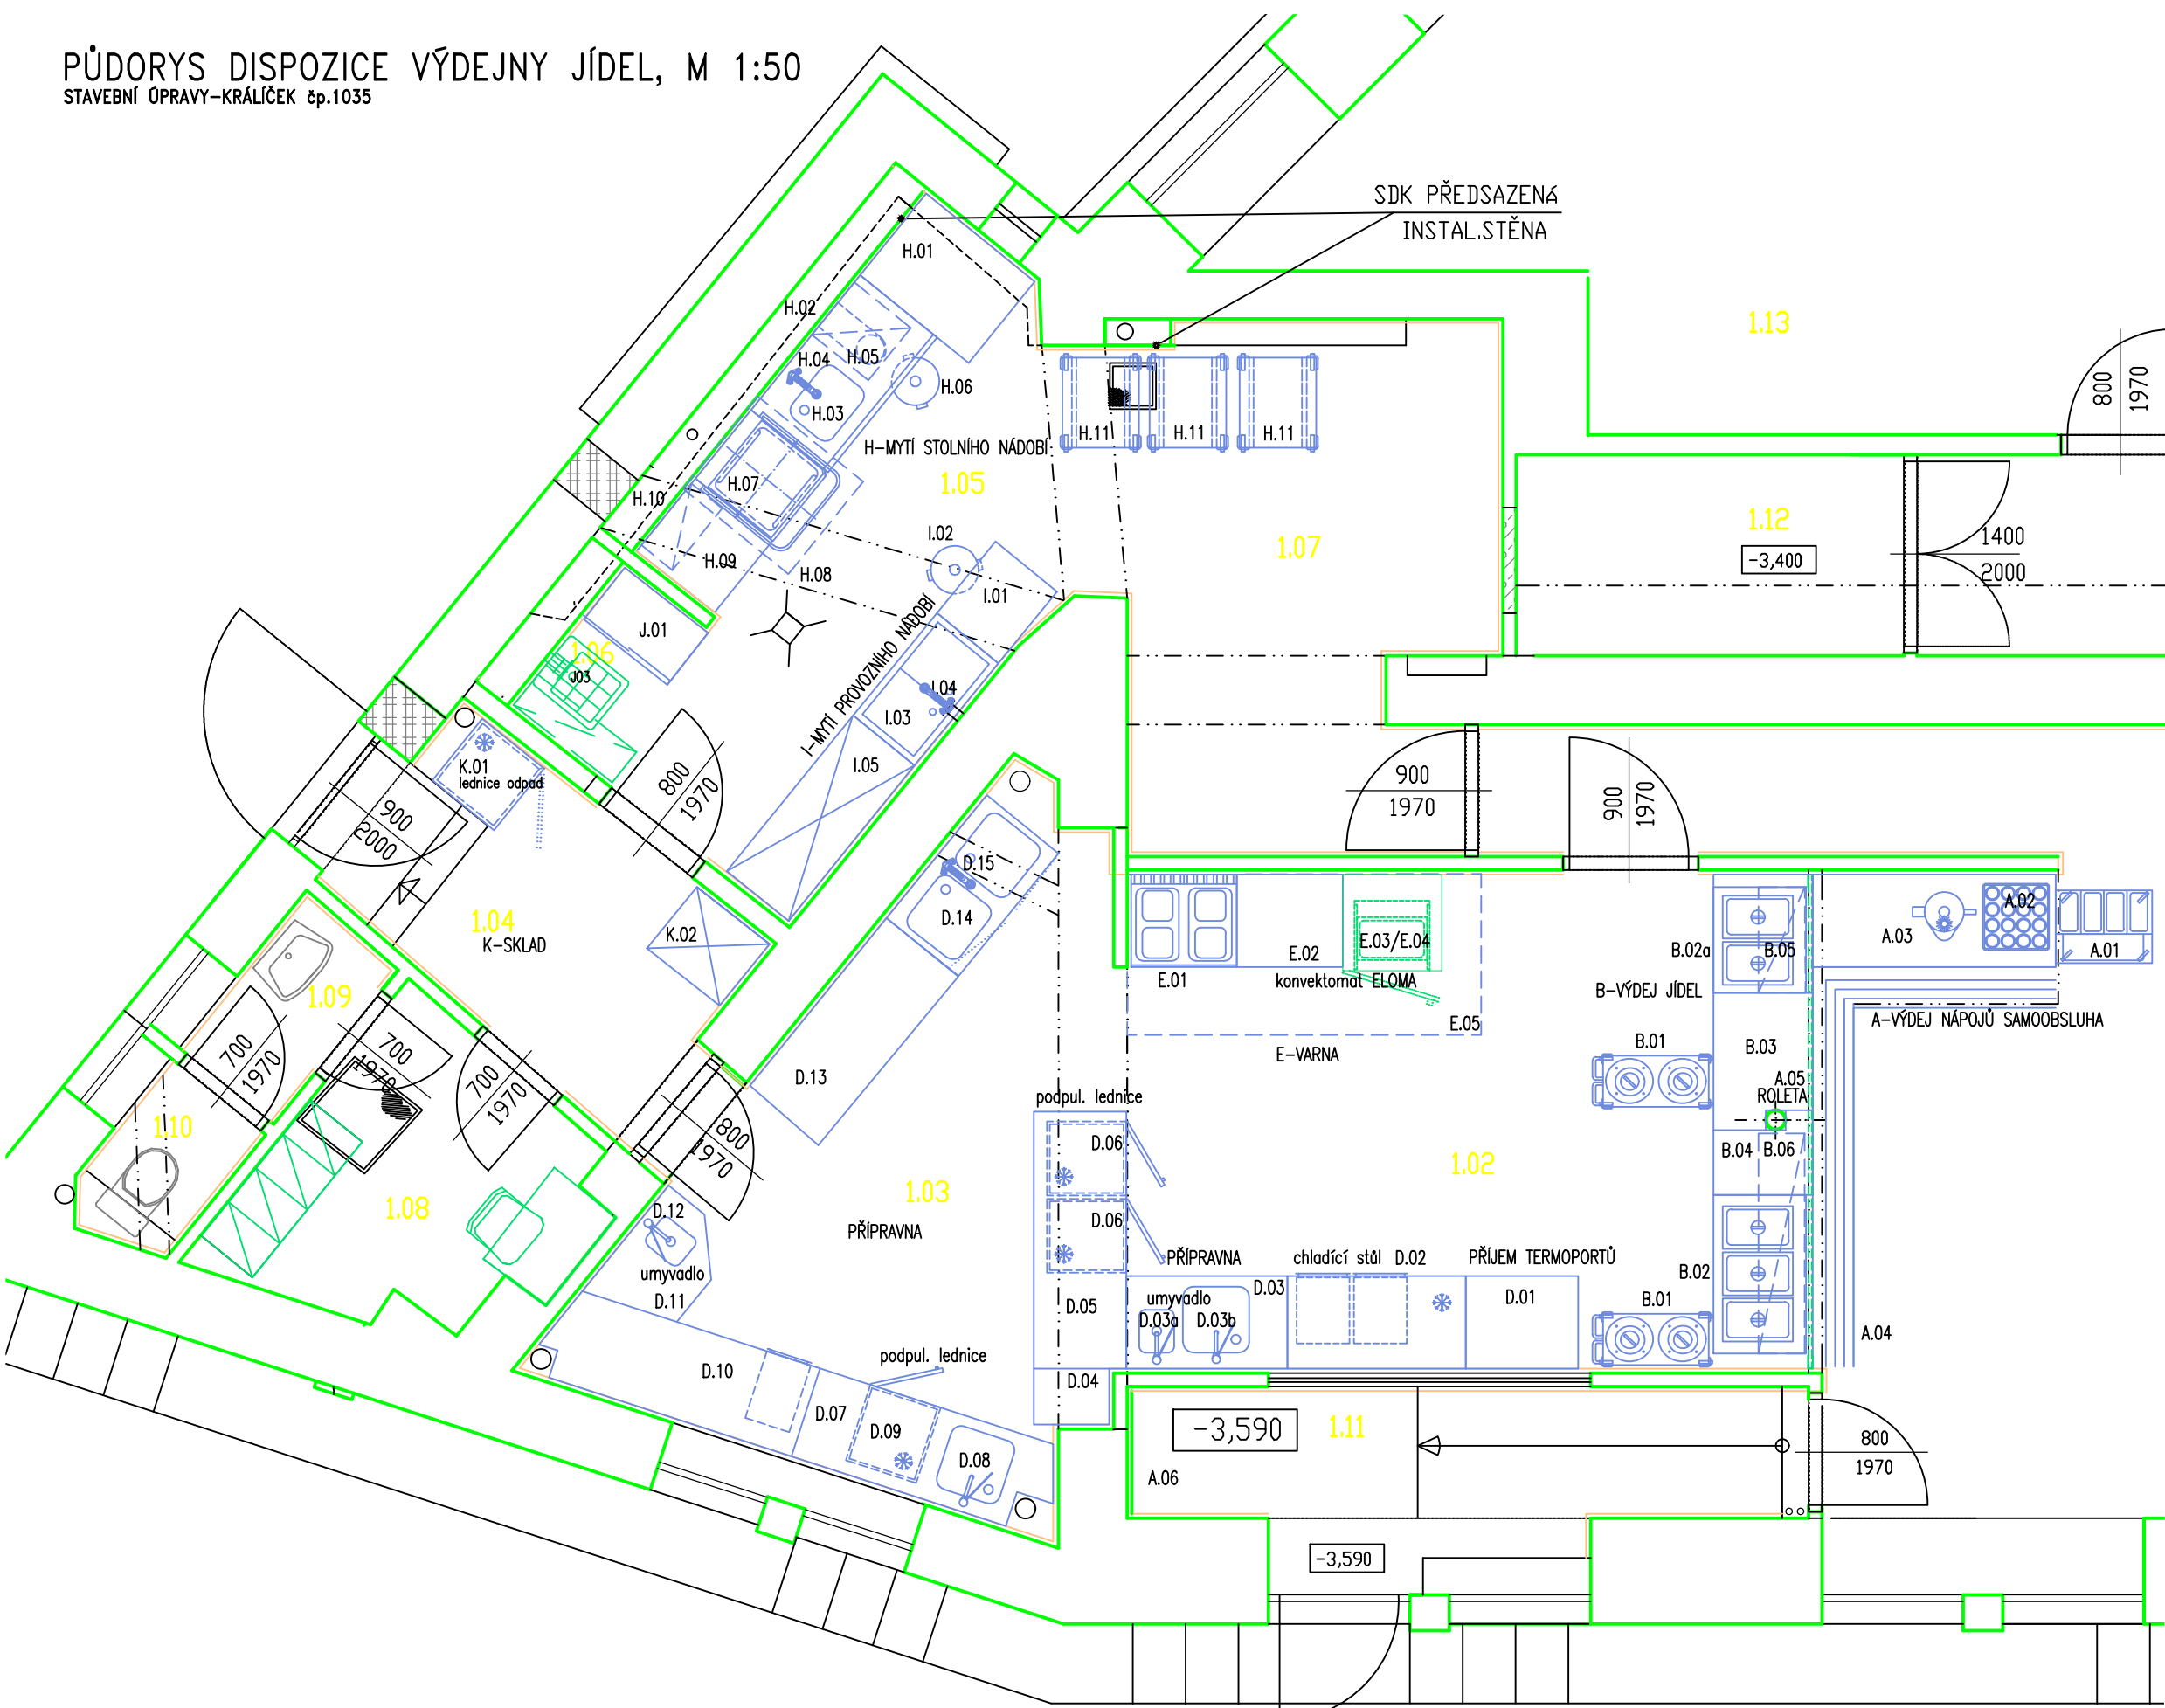 PŮDORYS DISPOZICE VÝDEJNY JÍDEL, M 1:50
STAVEBNÍ ÚPRAVY-KRÁLÍČEK čp.1035
SDK PŘEDSAZENá
INSTAL.STĚNA
H.01
H.02
H.04
H.05
H.06
H.03
H-MYTÍ STOLNÍHO NÁDOBÍ
1.05
H.11
H.11
H.11
H.07
H.10
H.09
H.08
1.13
800
1970
1.12
-3,400
1400
2000
1.07
I.02
I.01
I-MYTÍ PROVOZNÍHO NÁDOBÍ
I.04
I.03
I.05
J.01
1.06
J03
K.01
lednice odpad
900
2000
800
1970
900
1970
900
1970
1.04
K-SKLAD
K.02
D.15
D.14
D.13
E.01
E.02
E.03/E.04
konvektomat ELOMA
E.05
E-VARNA
B.02a
B.05
B-VÝDEJ JÍDEL
A.03
A.02
A.01
A-VÝDEJ NÁPOJŮ SAMOOBSLUHA
B.01
B.03
A.05
ROLETA
B.04
B.06
1.09
700
1970
700
1970
700
1970
1.10
1.08
800
1970
podpul. lednice
D.06
D.06
1.02
1.03
PŘÍPRAVNA
D.12
umyvadlo
D.11
PŘÍPRAVNA
chladící stůl D.02
PŘÍJEM TERMOPORTŮ
D.03
umyvadlo
D.03a
D.03b
D.01
B.02
B.01
A.04
D.05
D.04
podpul. lednice
D.10
D.07
D.09
D.08
-3,590
1.11
A.06
800
1970
-3,590